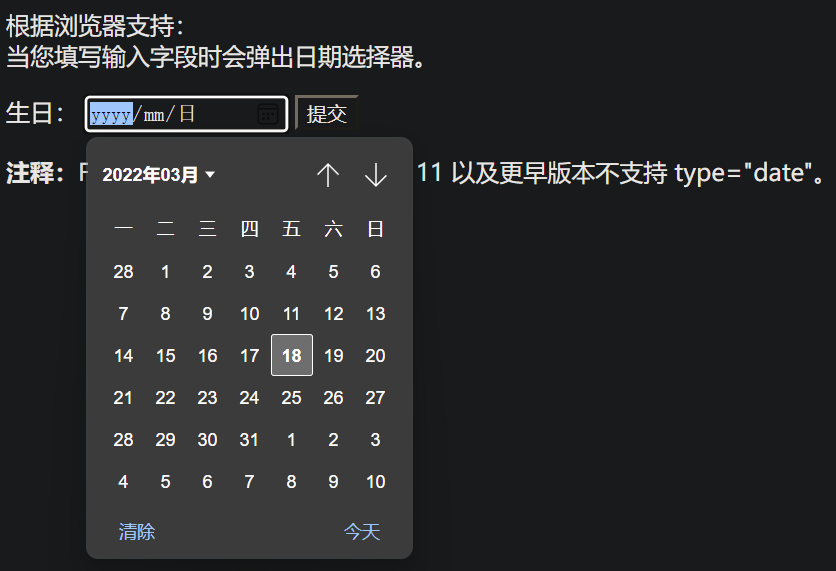 根据浏览器支持：
当您填写输入字段时会弹出日期选择器。
生日： yyyy/mm/日 提交
注释： 11 以及更早版本不支持 type="date"。
2022年03月
一 二 三 四 五 六 日
28 1 2 3 4 5 6
7 8 9 10 11 12 13
14 15 16 17 18 19 20
21 22 23 24 25 26 27
28 29 30 31 1 2 3
4 5 6 7 8 9 10
清除 今天